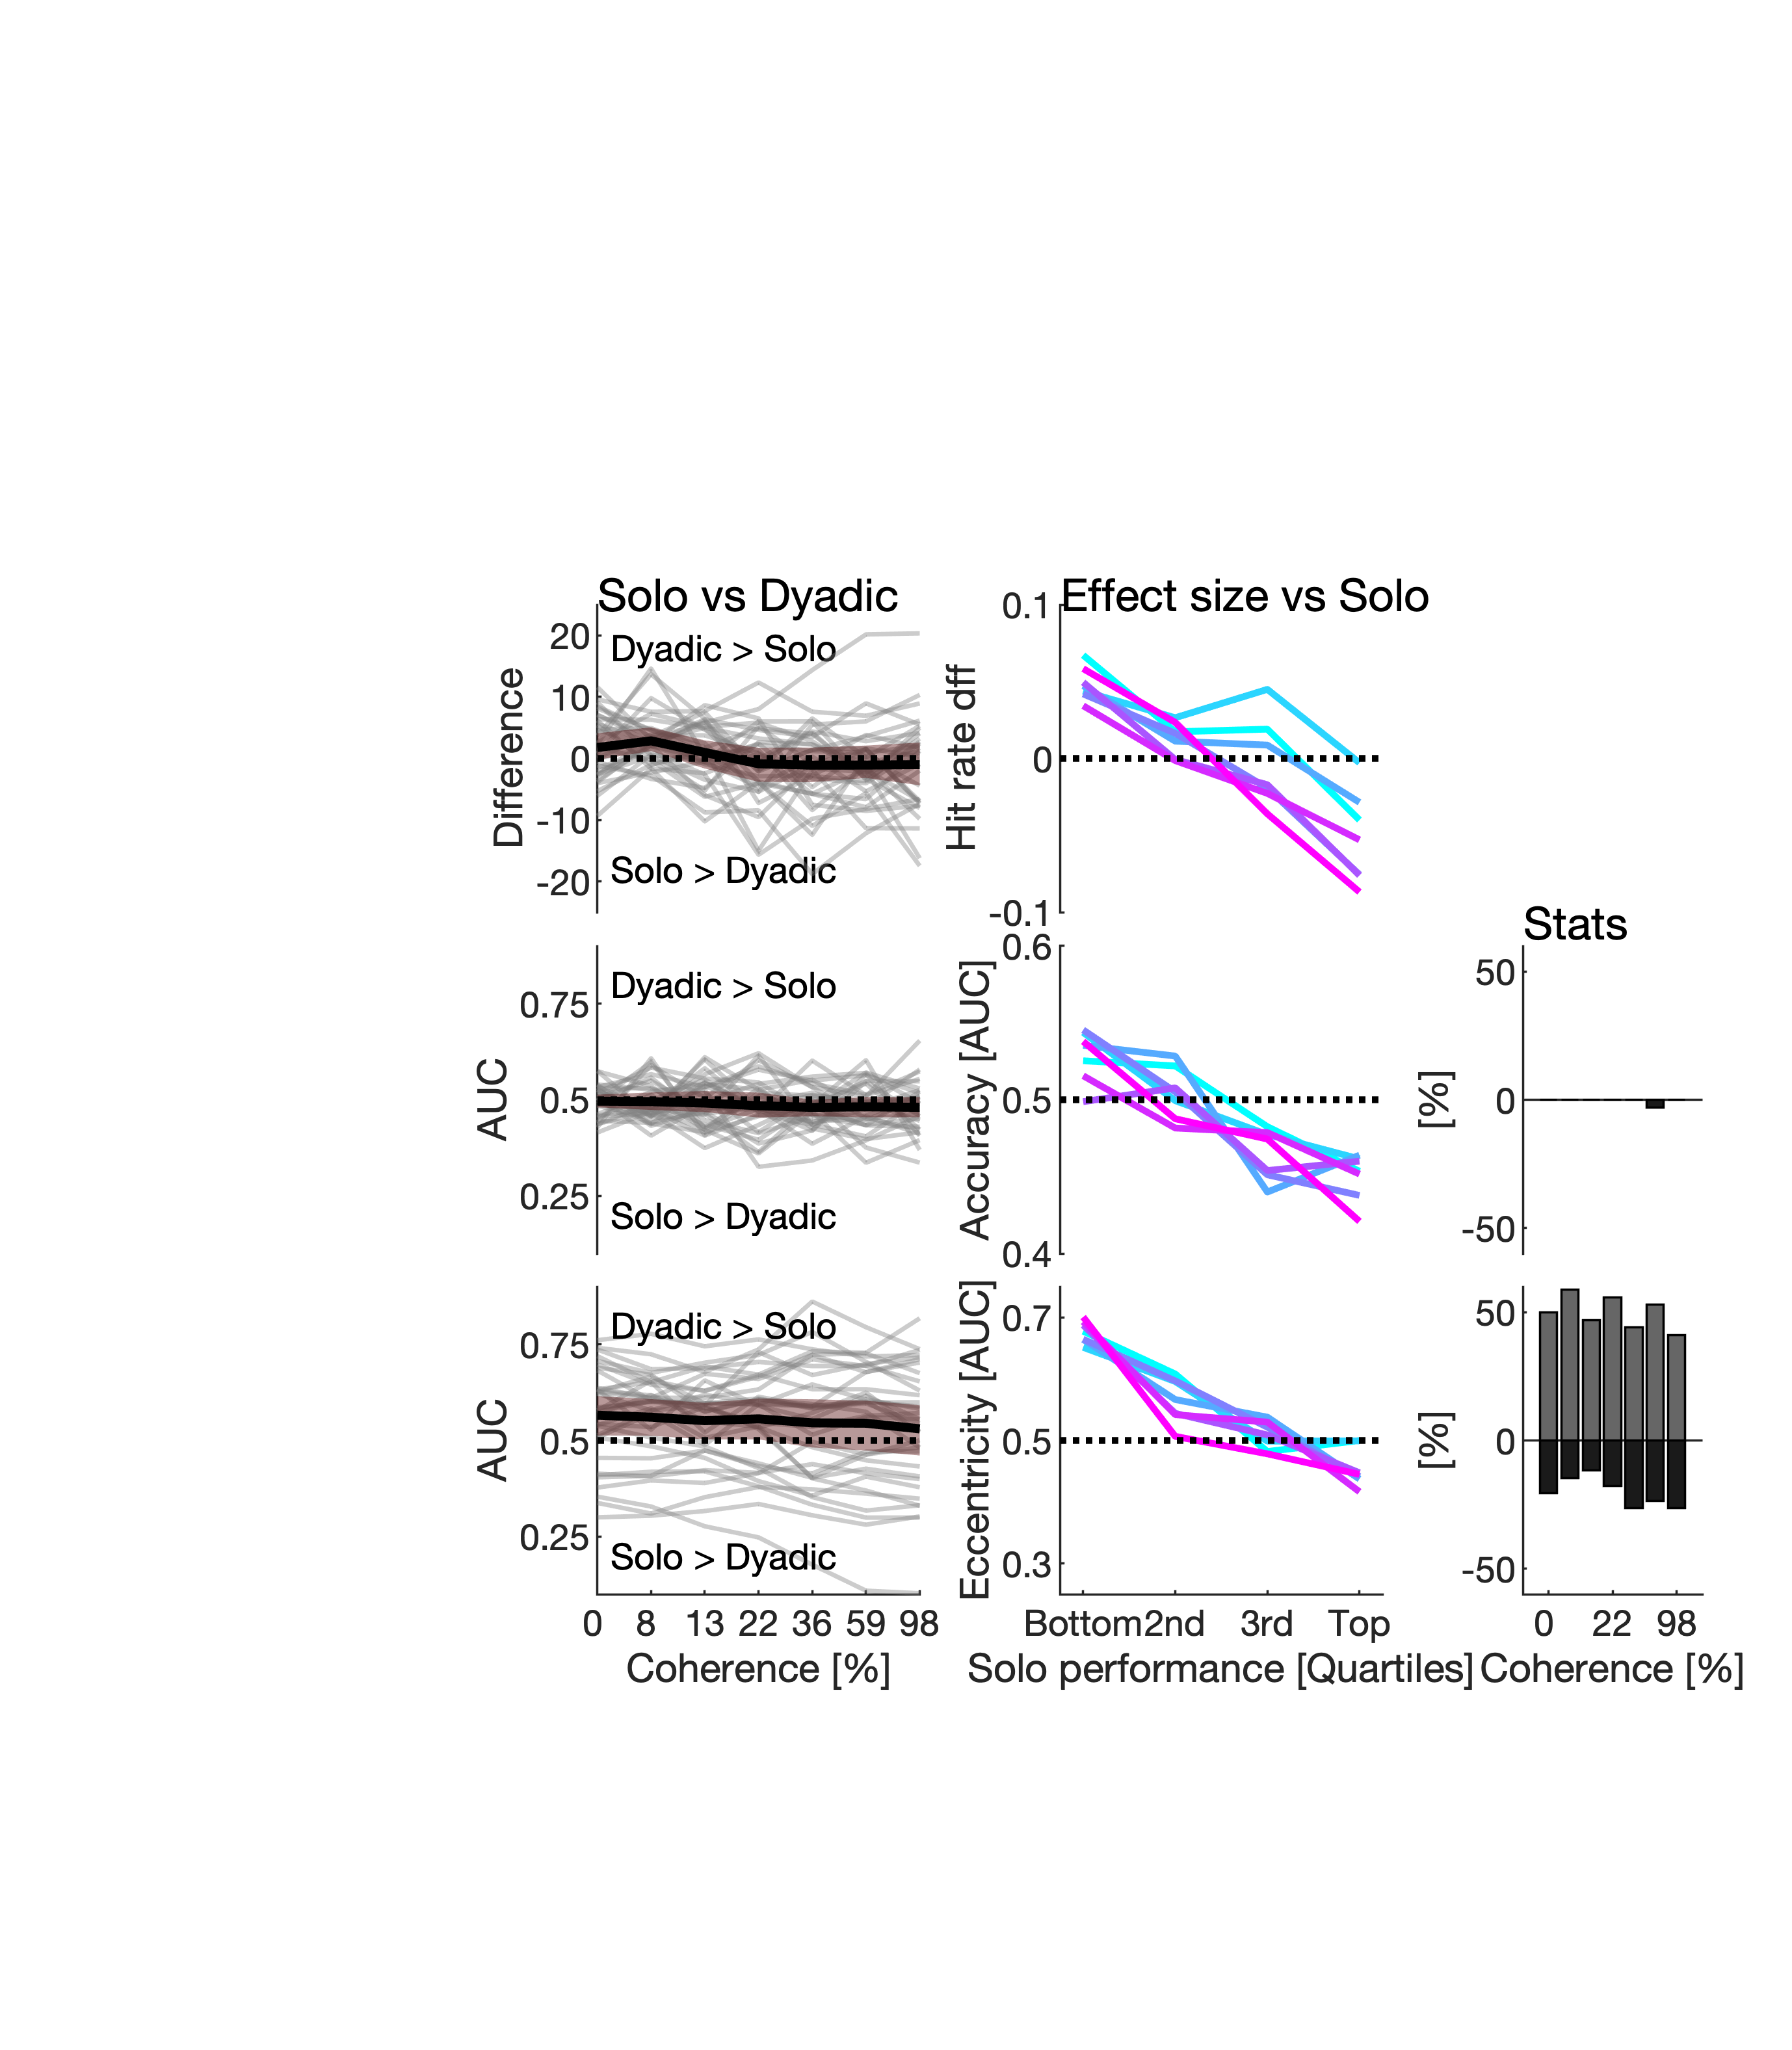 Solo vs Dyadic
Effect size vs Solo
Difference
20
10
0
-10
-20
Dyadic > Solo
Solo > Dyadic
Hit rate dff
0.1
0
-0.1
AUC
0.75
0.5
0.25
Dyadic > Solo
Solo > Dyadic
Accuracy [AUC]
0.6
0.5
0.4
Stats
[%]
50
0
-50
AUC
0.75
0.5
0.25
Dyadic > Solo
Solo > Dyadic
0 8 13 22 36 59 98
Coherence [%]
Eccentricity [AUC]
0.7
0.5
0.3
Bottom 2nd 3rd Top
Solo performance [Quartiles]
[%]
50
0
-50
0 22 98
Coherence [%]